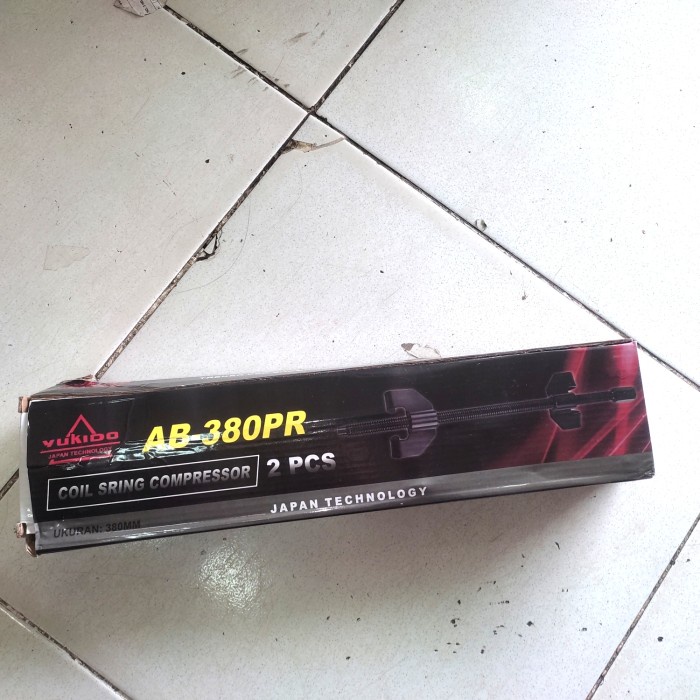 YUKIDO
JAPAN TECHNOLOGY
AB 380PR
COIL SRING COMPRESSOR
2 PCS
JAPAN TECHNOLOGY
UKURAN: 380MM